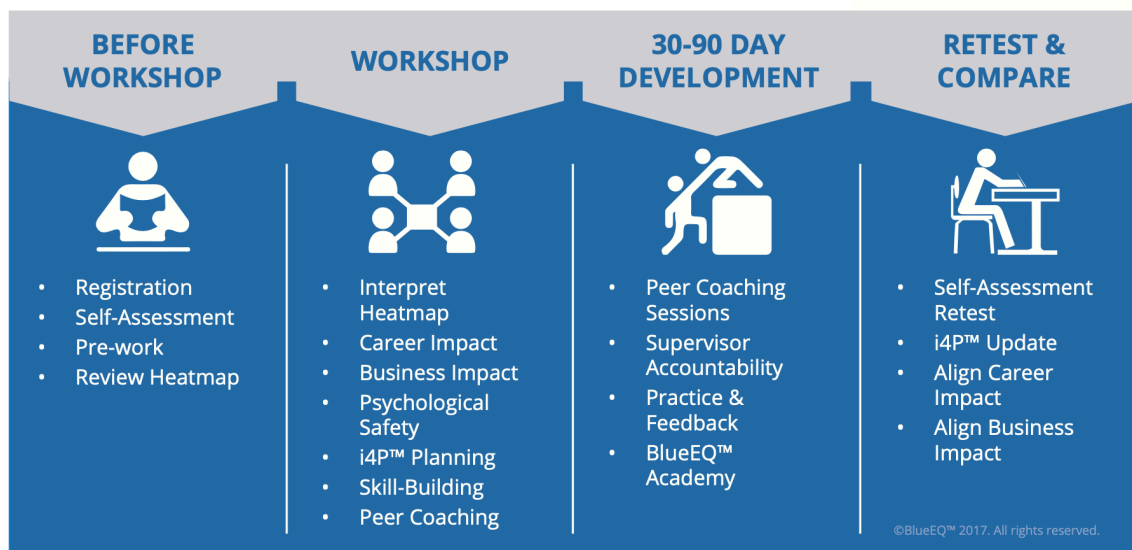 BEFORE
WORKSHOP
• Registration
• Self-Assessment
• Pre-work
• Review Heatmap
WORKSHOP
• Interpret
Heatmap
• Career Impact
• Business Impact
• Psychological
Safety
• i4P™ Planning
• Skill-Building
• Peer Coaching
30-90 DAY
DEVELOPMENT
• Peer Coaching
Sessions
• Supervisor
Accountability
• Practice &
Feedback
• BlueEQ™
Academy
RETEST &
COMPARE
• Self-Assessment
Retest
• i4P™ Update
• Align Career
Impact
• Align Business
Impact
©BlueEQ™ 2017. All rights reserved.